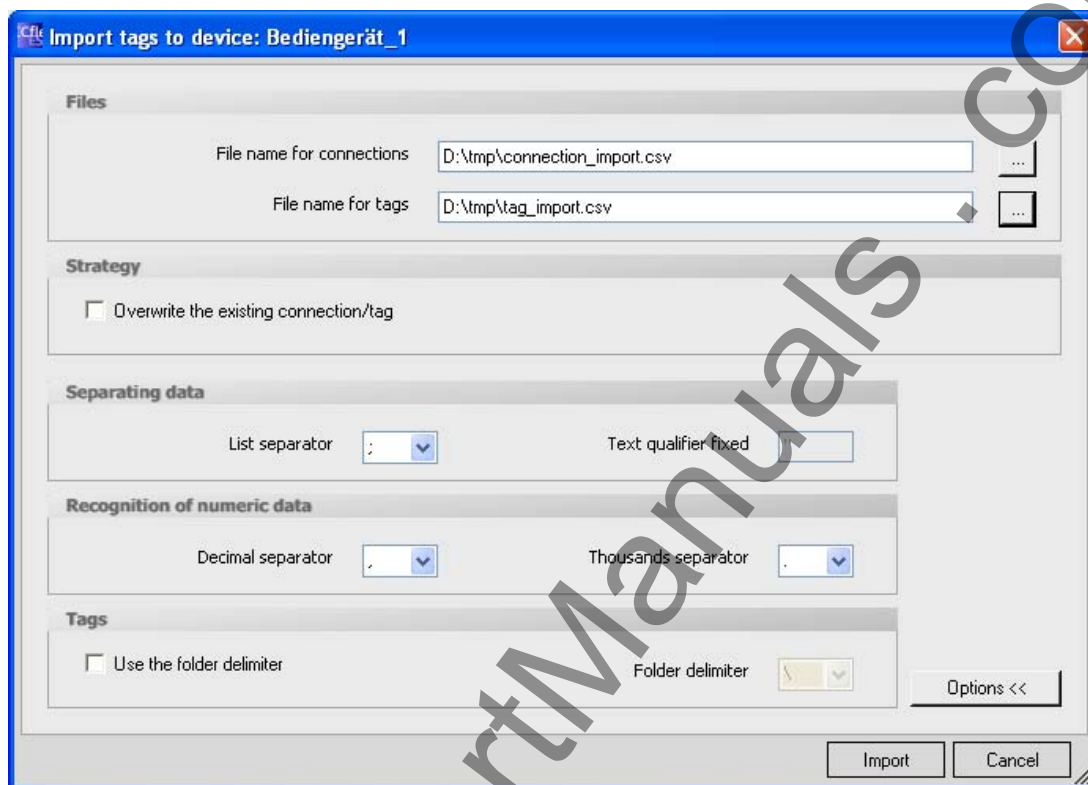 Import tags to device: Bediengerät_1
Files
File name for connections D:\tmp\connection_import.csv ...
File name for tags D:\tmp\tag_import.csv ...
Strategy
Overwrite the existing connection/tag
Separating data
List separator ; Text qualifier fixed "
Recognition of numeric data
Decimal separator , Thousands separator .
Tags
Use the folder delimiter Folder delimiter \
Options <<
Import Cancel
rtManuals . co